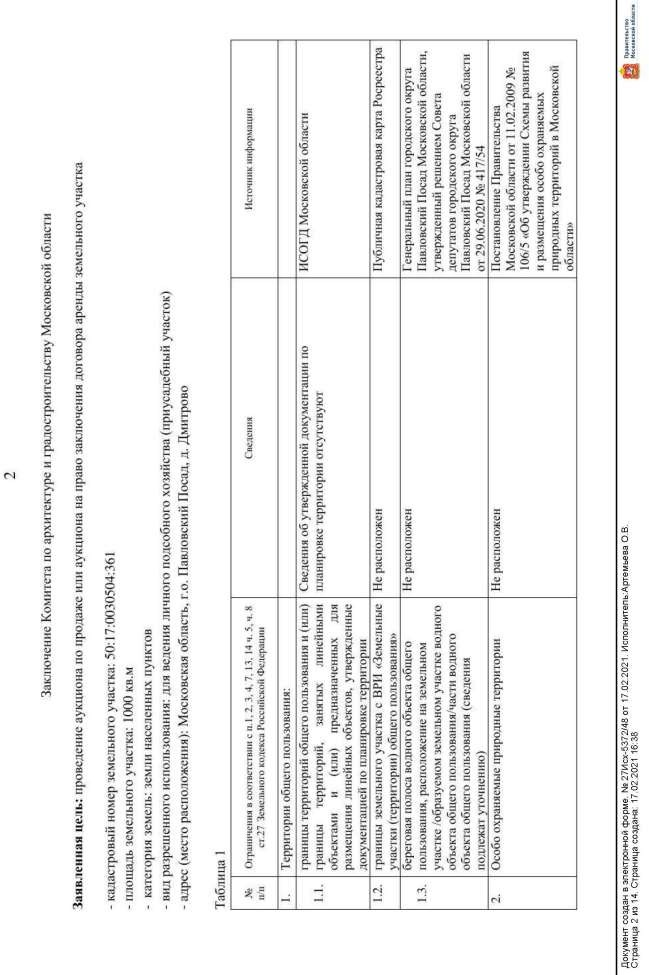 2
Заключение Комитета по архитектуре и градостроительству Московской области
Заявленная цель: проведение аукциона по продаже или аукциона на право заключения договора аренды земельного участка
- кадастровый номер земельного участка: 50:17:0030504:361
- площадь земельного участка: 1000 кв.м
- категория земель: земли населенных пунктов
- вид разрешенного использования: для ведения личного подсобного хозяйства (приусадебный участок)
- адрес (место расположения): Московская область, г.о. Павловский Посад, д. Дмитрово
Таблица 1
№
п/п
Ограничения в соответствии с п.1, 2, 3, 4, 7, 13, 14 ч. 5, ч. 8
ст.27 Земельного кодекса Российской Федерации
Сведения
Источник информации
1.
Территории общего пользования:
1.1.
границы территорий общего пользования и (или)
границы территорий, занятых линейными
объектами и (или) предназначенных для
размещения линейных объектов, утвержденные
документацией по планировке территории
Сведения об утвержденной документации по
планировке территории отсутствуют
ИСОГД Московской области
1.2.
границы земельного участка с ВРИ «Земельные
участки (территории) общего пользования»
Не расположен
Публичная кадастровая карта Росреестра
1.3.
береговая полоса водного объекта общего
пользования, расположение на земельном
участке /образуемом земельном участке водного
объекта общего пользования/части водного
объекта общего пользования (сведения
подлежат уточнению)
Не расположен
Генеральный план городского округа
Павловский Посад Московской области,
утвержденный решением Совета
депутатов городского округа
Павловский Посад Московской области
от 29.06.2020 № 417/54
2.
Особо охраняемые природные территории
Не расположен
Постановление Правительства
Московской области от 11.02.2009 №
106/5 «Об утверждении Схемы развития
и размещения особо охраняемых
природных территорий в Московской
области»
Документ создан в электронной форме. № 27Исх-5372/48 от 17.02.2021. Исполнитель:Артемьева О.В.
Страница 2 из 14. Страница создана: 17.02.2021 16:38
Правительство
Московской области